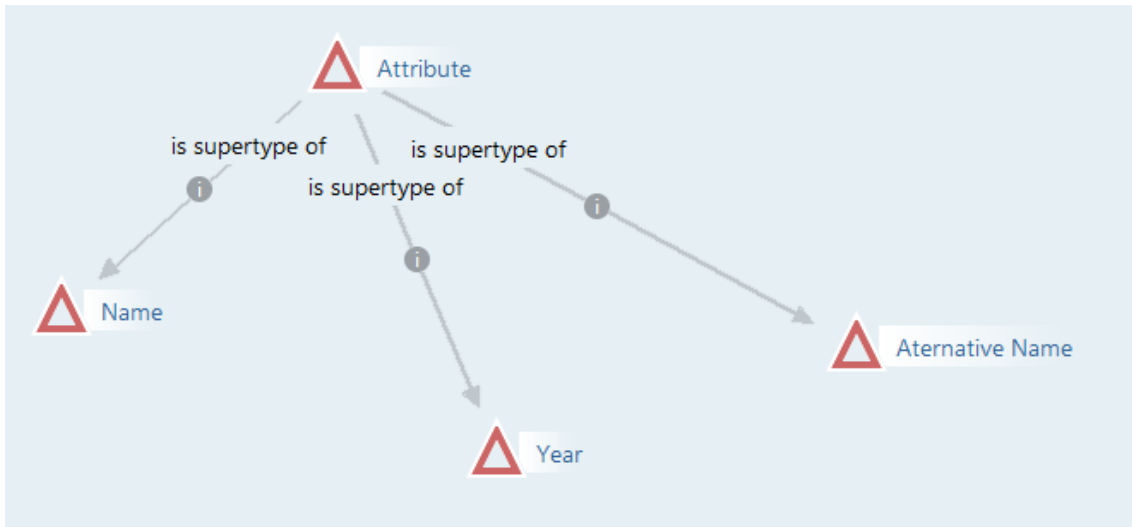 Attribute
is supertype of
is supertype of
is supertype of
i
i
i
Name
Aternative Name
Year